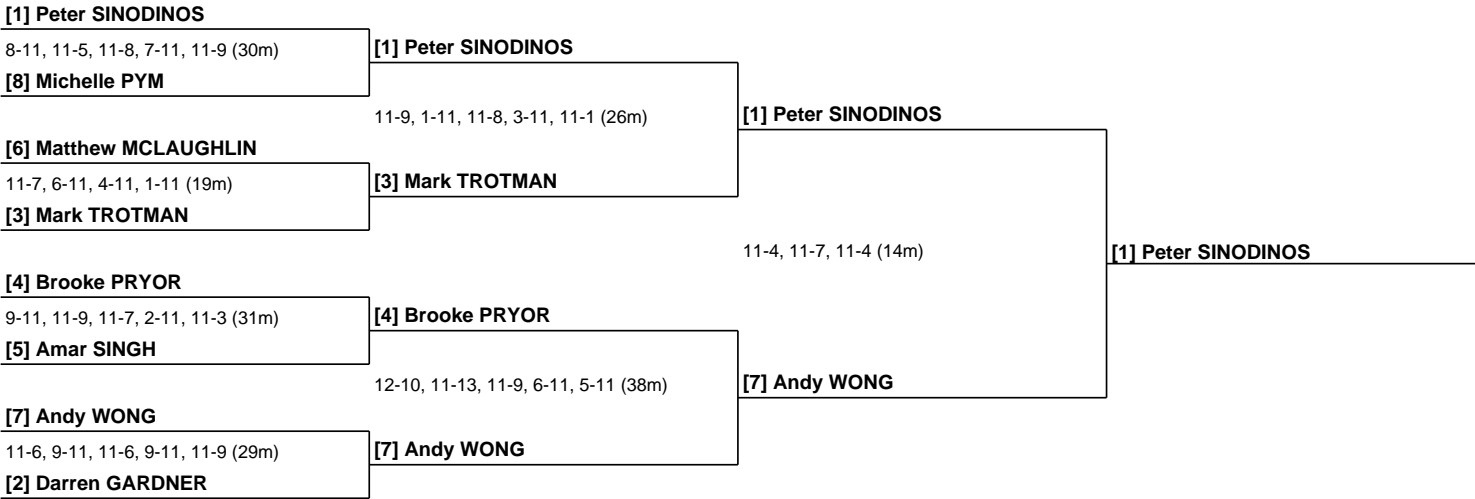 [1] Peter SINODINOS
8-11, 11-5, 11-8, 7-11, 11-9 (30m)
[8] Michelle PYM
[6] Matthew MCLAUGHLIN
11-7, 6-11, 4-11, 1-11 (19m)
[3] Mark TROTMAN
[4] Brooke PRYOR
9-11, 11-9, 11-7, 2-11, 11-3 (31m)
[5] Amar SINGH
[7] Andy WONG
11-6, 9-11, 11-6, 9-11, 11-9 (29m)
[2] Darren GARDNER
[1] Peter SINODINOS
11-9, 1-11, 11-8, 3-11, 11-1 (26m)
[3] Mark TROTMAN
[4] Brooke PRYOR
12-10, 11-13, 11-9, 6-11, 5-11 (38m)
[7] Andy WONG
[1] Peter SINODINOS
11-4, 11-7, 11-4 (14m)
[7] Andy WONG
[1] Peter SINODINOS